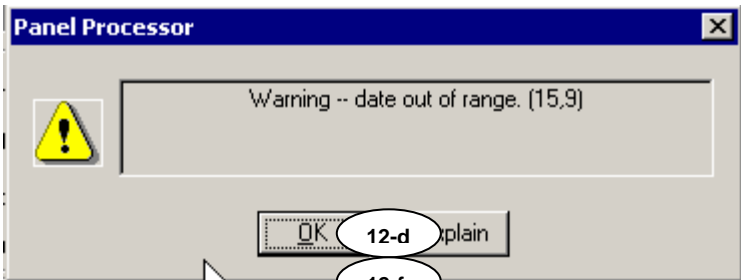 Panel Processor
Warning -- date out of range. (15,9)
OK 12-d xplain